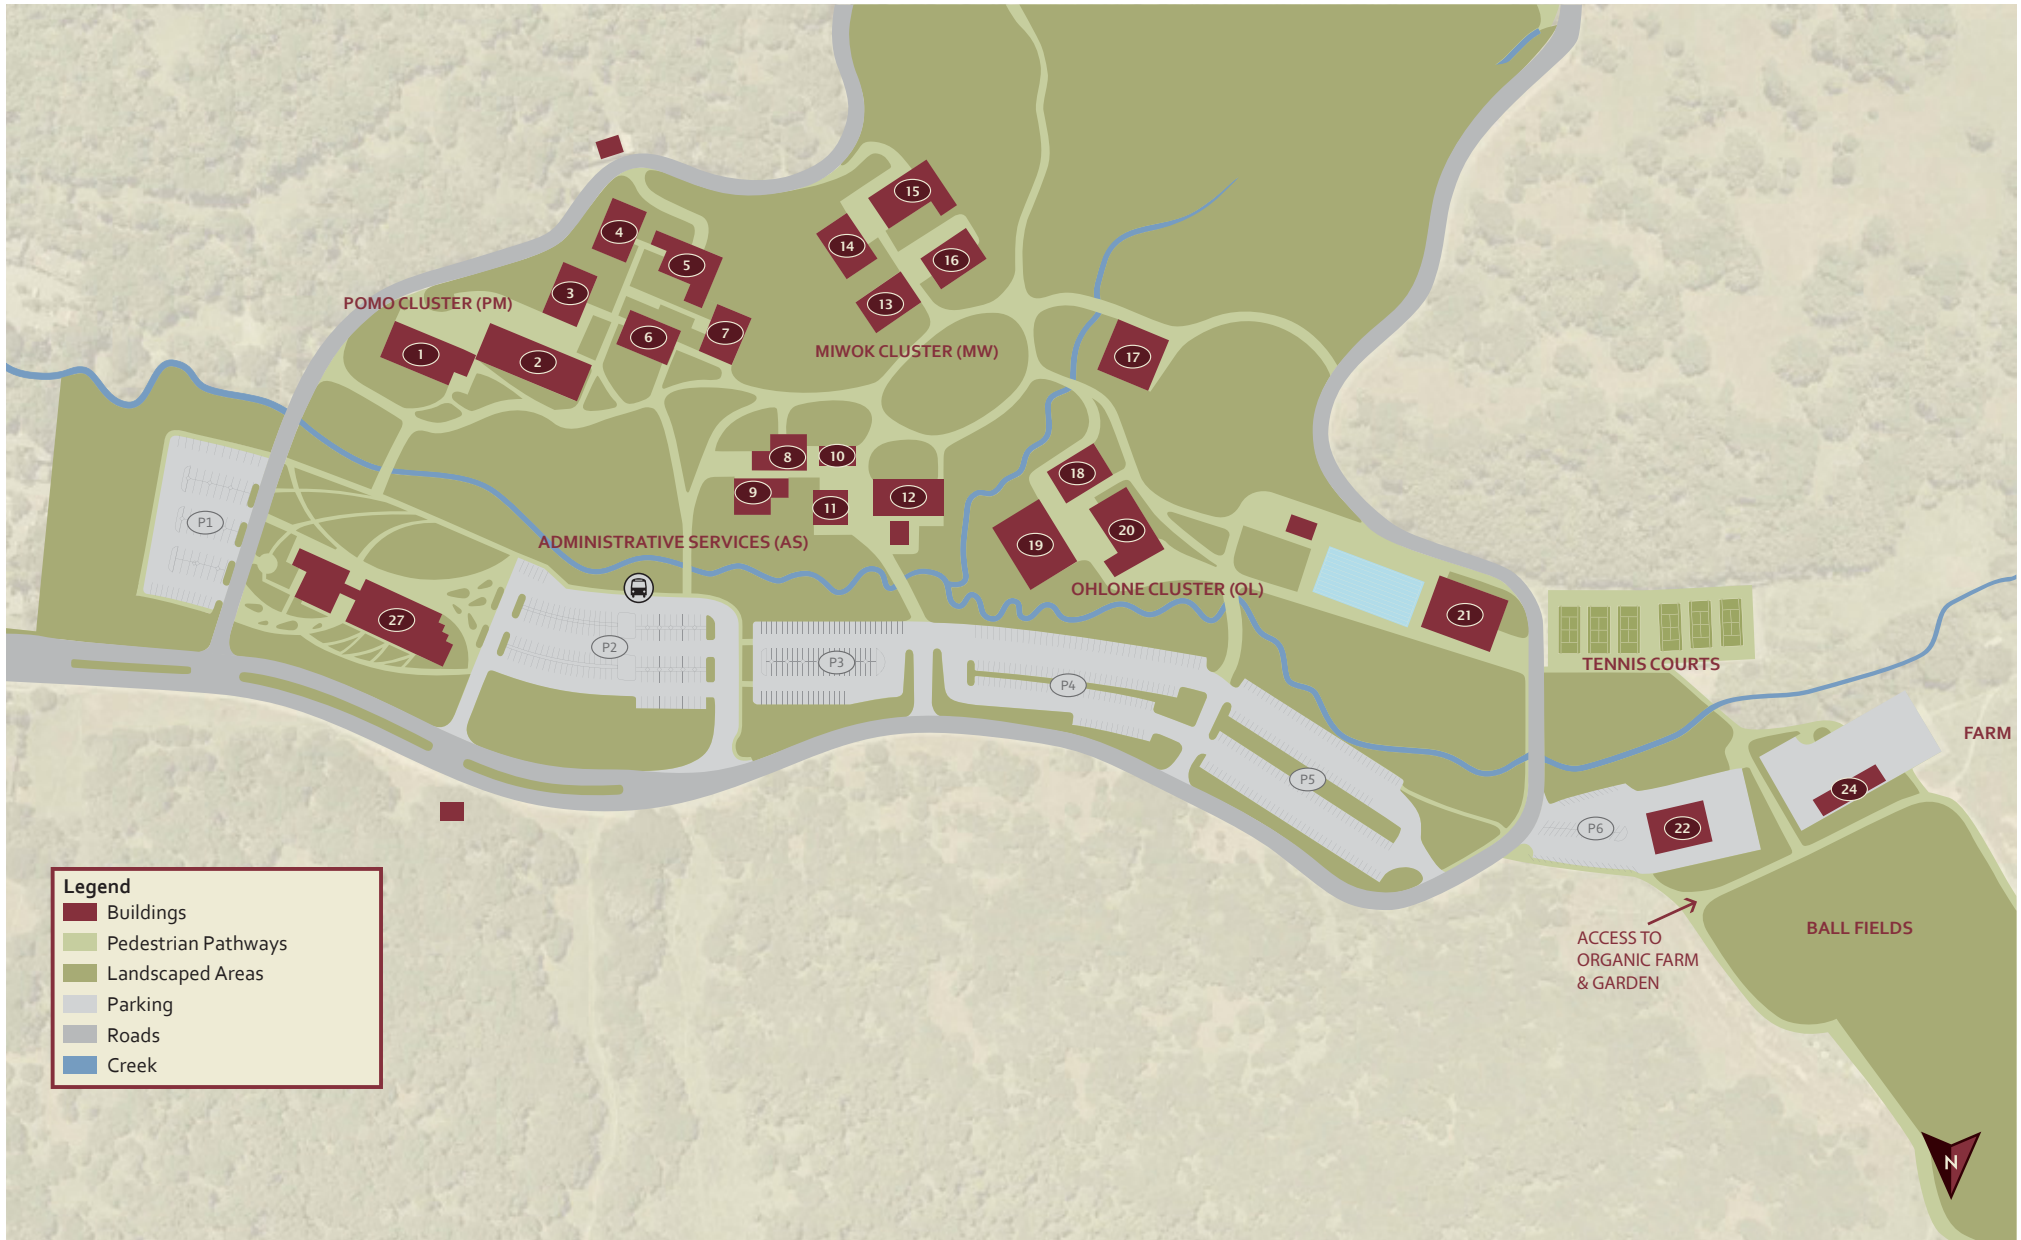 15
4
14
5
16
3
POMO CLUSTER (PM)
13
7
6
MIWOK CLUSTER (MW)
1
2
17
8
10
18
9
12
11
P1
20
ADMINISTRATIVE SERVICES (AS)
19
OHLONE CLUSTER (OL)
21
27
P2
P3
TENNIS COURTS
P4
FARM
P5
24
P6
22
Legend
Buildings
Pedestrian Pathways
Landscaped Areas
Parking
Roads
Creek
BALL FIELDS
ACCESS TO
ORGANIC FARM
& GARDEN
N